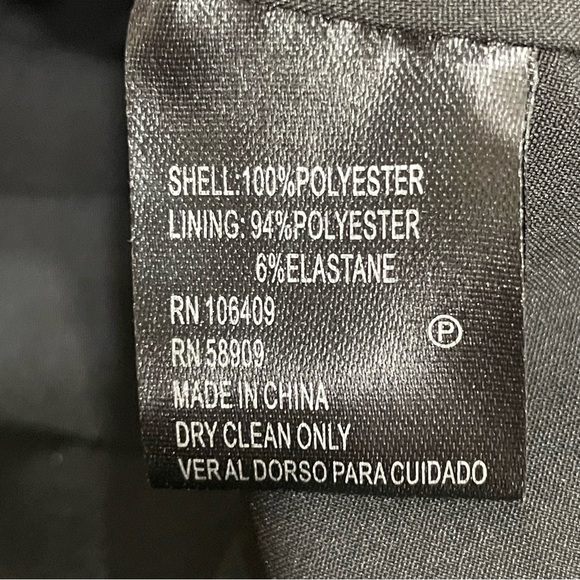 SHELL:100%POLYESTER
LINING: 94%POLYESTER
6%ELASTANE
RN 106409
RN 58909
P
MADE IN CHINA
DRY CLEAN ONLY
VER AL DORSO PARA CUIDADO